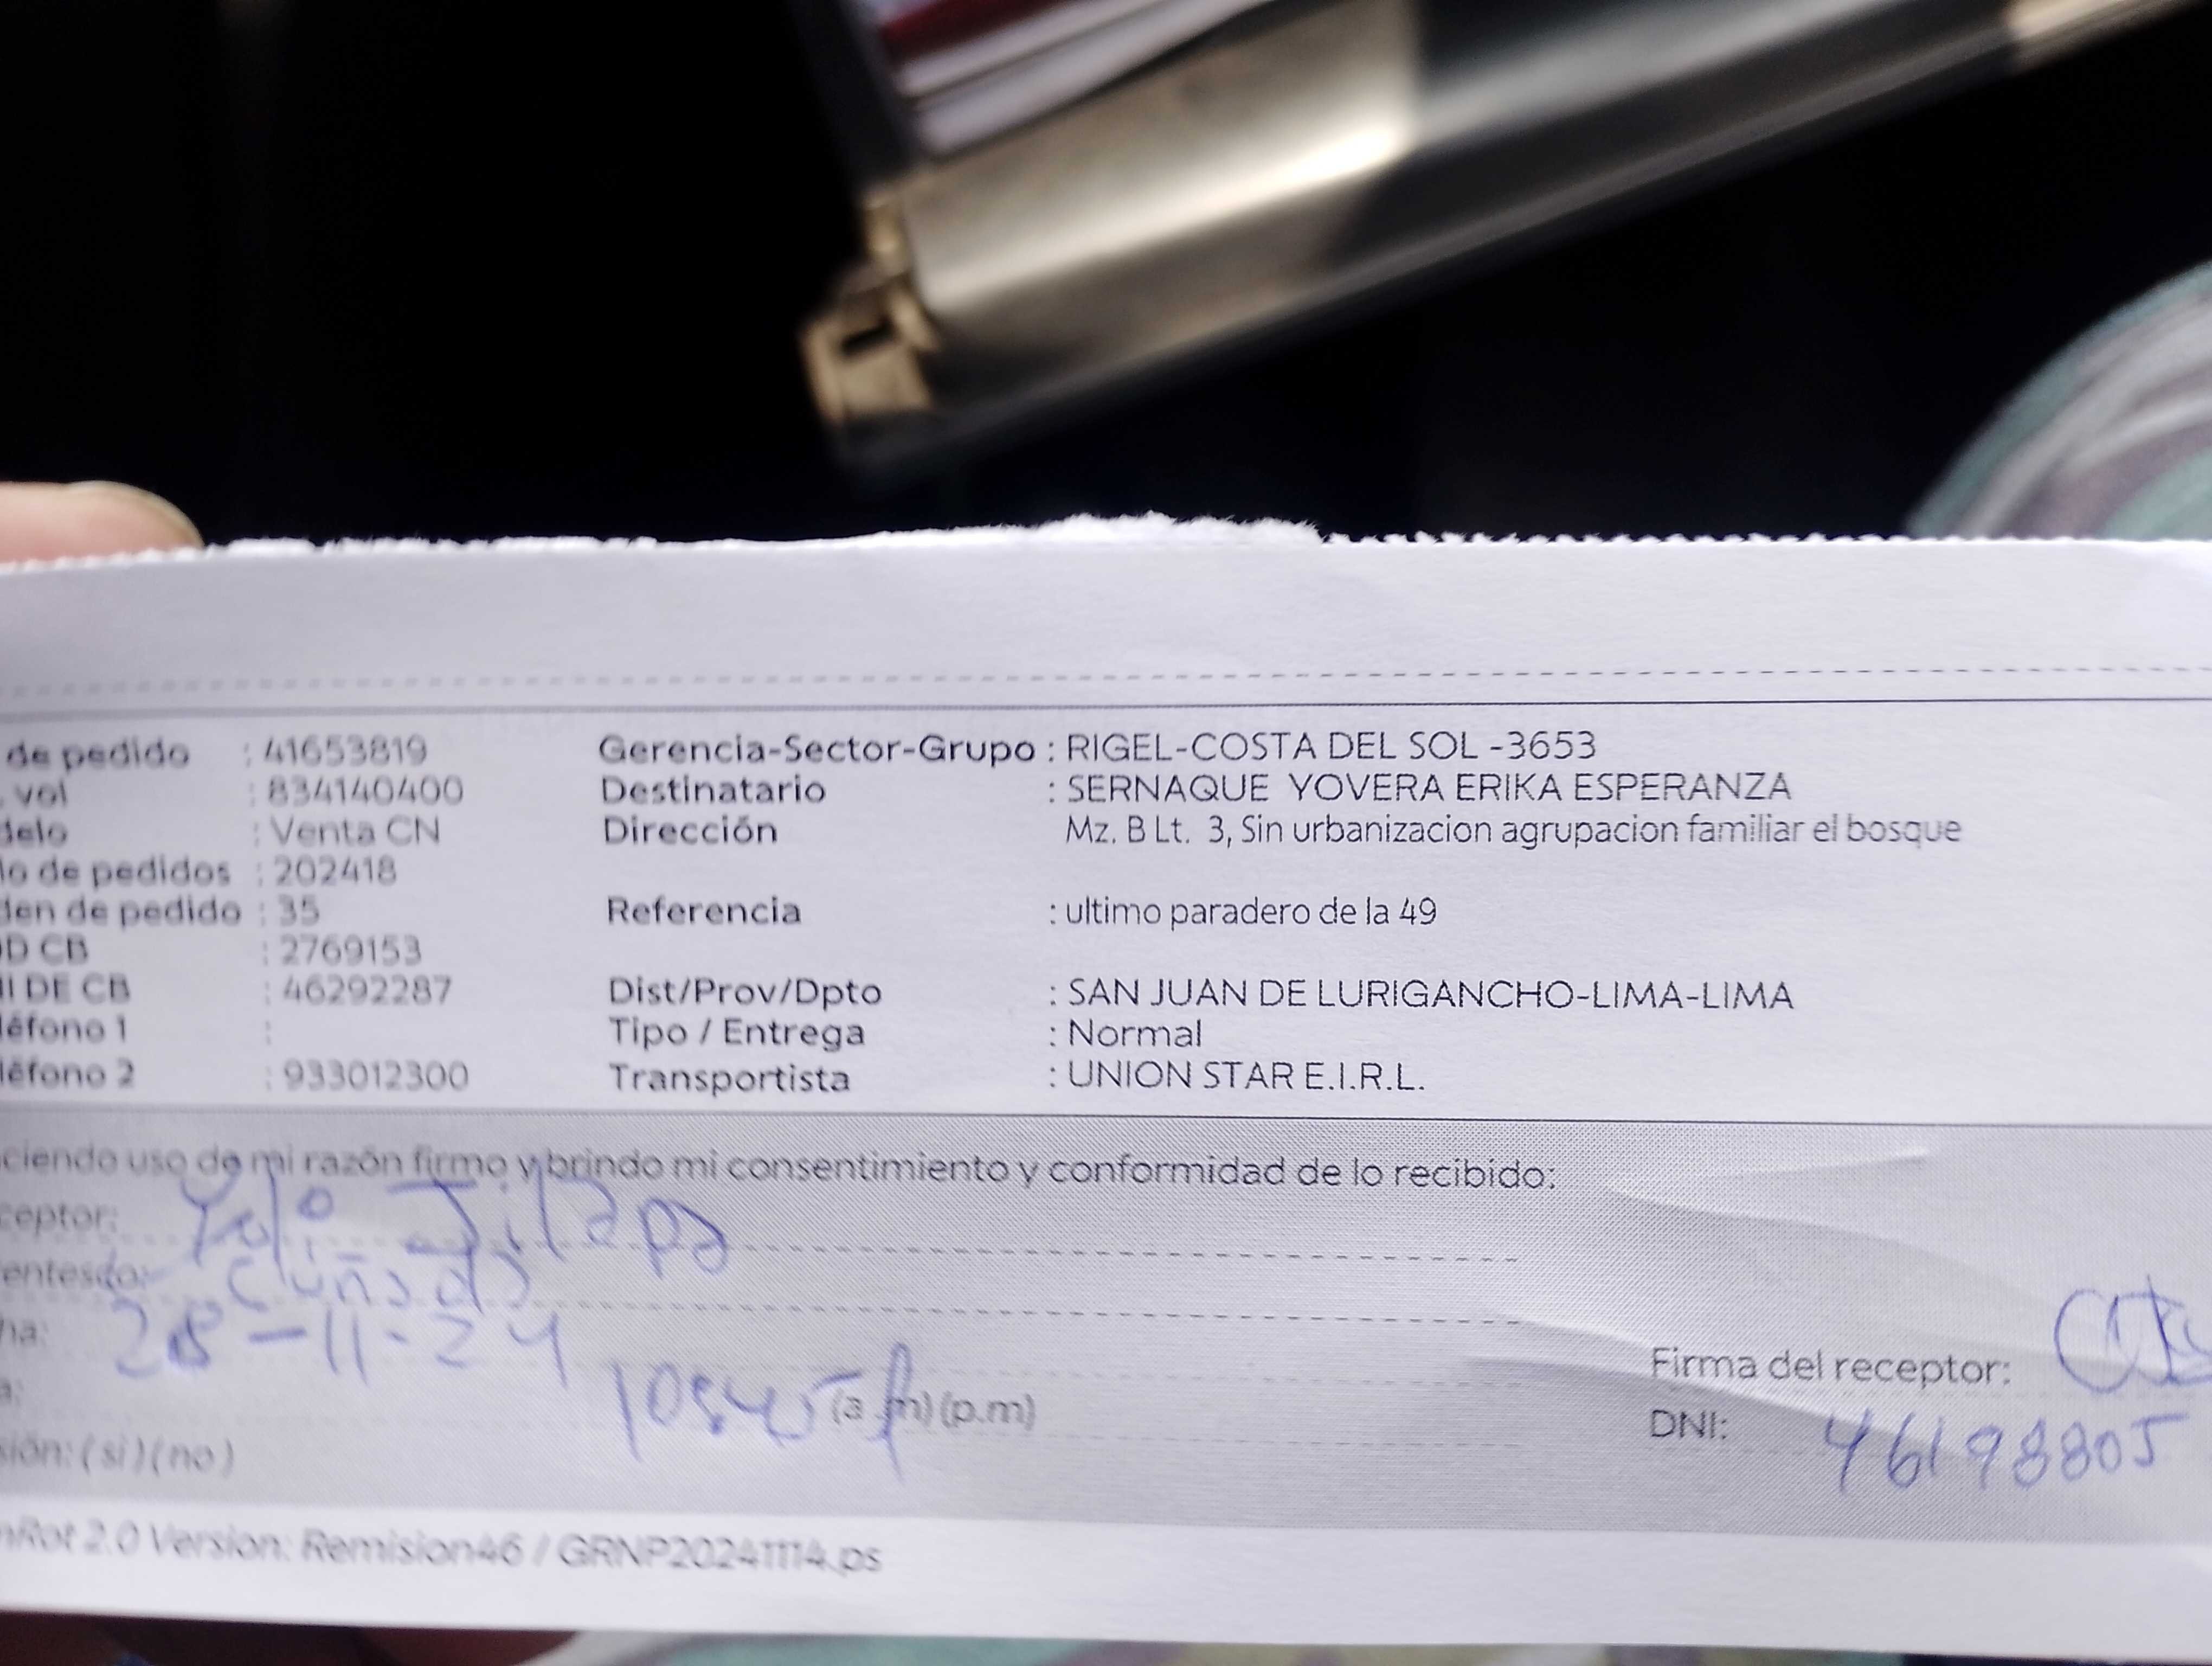 de pedido : 41653819 Gerencia-Sector-Grupo : RIGEL-COSTA DEL SOL -3653
. vol : 834140400 Destinatario : SERNAQUE YOVERA ERIKA ESPERANZA
delo : Venta CN Dirección Mz. B Lt. 3, Sin urbanizacion agrupacion familiar el bosque
lo de pedidos : 202418
den de pedido : 35 Referencia : ultimo paradero de la 49
D CB : 2769153
I DE CB : 46292287 Dist/Prov/Dpto : SAN JUAN DE LURIGANCHO-LIMA-LIMA
léfono 1 : Tipo / Entrega : Normal
léfono 2 : 933012300 Transportista : UNION STAR E.I.R.L.
ciendo uso de mi razón firmo y brindo mi consentimiento y conformidad de lo recibido:
ceptor:
entesco: Cuñada
ha: 28-11-24
a: (a.m) (p.m) Firma del receptor:
DNI: 46198805
sión: (si) (no)
nRot 2.0 Version: Remision46 / GRNP20241114.ps